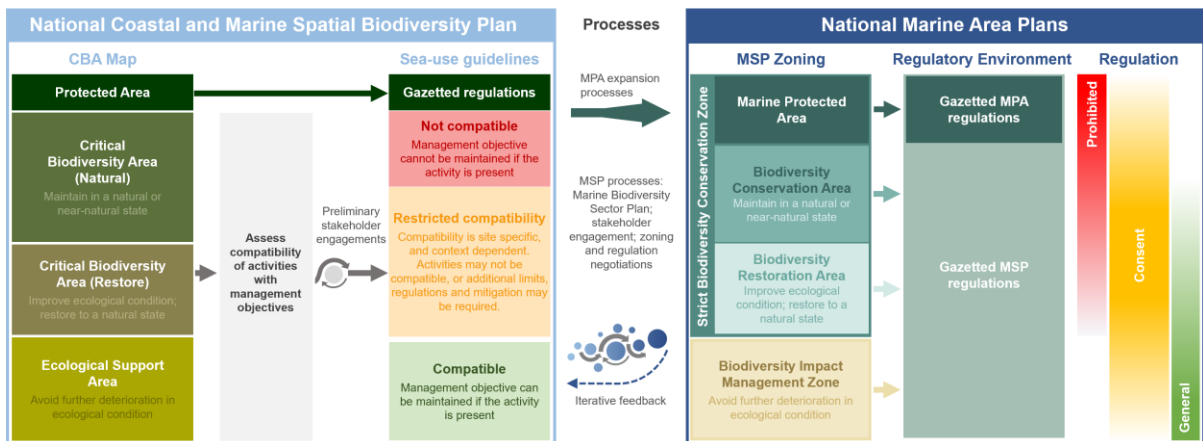 National Coastal and Marine Spatial Biodiversity Plan
CBA Map
Sea-use guidelines
Protected Area
Gazetted regulations
Critical
Biodiversity Area
(Natural)
Maintain in a natural or
near-natural state
Critical Biodiversity
Area (Restore)
Improve ecological condition;
restore to a natural state
Ecological Support
Area
Avoid further deterioration in
ecological condition
Assess
compatibility
of activities
with
management
objectives
Preliminary
stakeholder
engagements
Not compatible
Management objective
cannot be maintained if the
activity is present
Restricted compatibility
Compatibility is site specific,
and context dependent.
Activities may not be
compatible, or additional limits,
regulations and mitigation may
be required.
Compatible
Management objective can
be maintained if the activity
is present
Processes
MPA expansion
processes
MSP processes:
Marine Biodiversity
Sector Plan;
stakeholder
engagement; zoning
and regulation
negotiations
Iterative feedback
National Marine Area Plans
MSP Zoning
Regulatory Environment
Regulation
Strict Biodiversity Conservation Zone
Marine Protected
Area
Biodiversity
Conservation Area
Maintain in a natural or
near-natural state
Biodiversity
Restoration Area
Improve ecological
condition; restore to
a natural state
Biodiversity Impact
Management Zone
Avoid further deterioration in
ecological condition
Gazetted MPA
regulations
Gazetted MSP
regulations
Prohibited
Consent
General